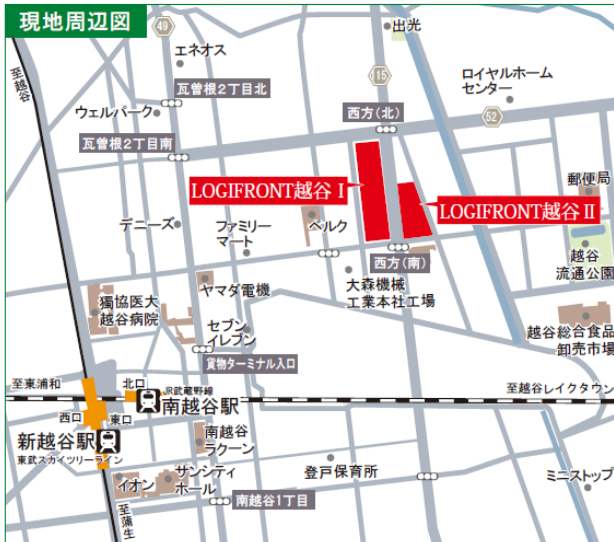 現地周辺図
49
エネオス
出光
至越谷
瓦曽根2丁目北
15
ロイヤルホーム
センター
ウェルパーク
西方(北)
52
瓦曽根2丁目南
LOGIFRONT越谷Ⅰ
郵便局
LOGIFRONT越谷Ⅱ
デニーズ
ファミリー
マート
ベルク
西方(南)
越谷
流通公園
大森機械
工業本社工場
獨協医大
越谷病院
ヤマダ電機
セブン
イレブン
越谷総合食品
卸売市場
貨物ターミナル入口
至東浦和
北口
JR武蔵野線
南越谷駅
至越谷レイクタウン
西口
東口
新越谷駅
東武スカイツリーライン
南越谷
ラクーン
イオン
サンシティ
ホール
登戸保育所
ミニストップ
南越谷1丁目
至蒲生